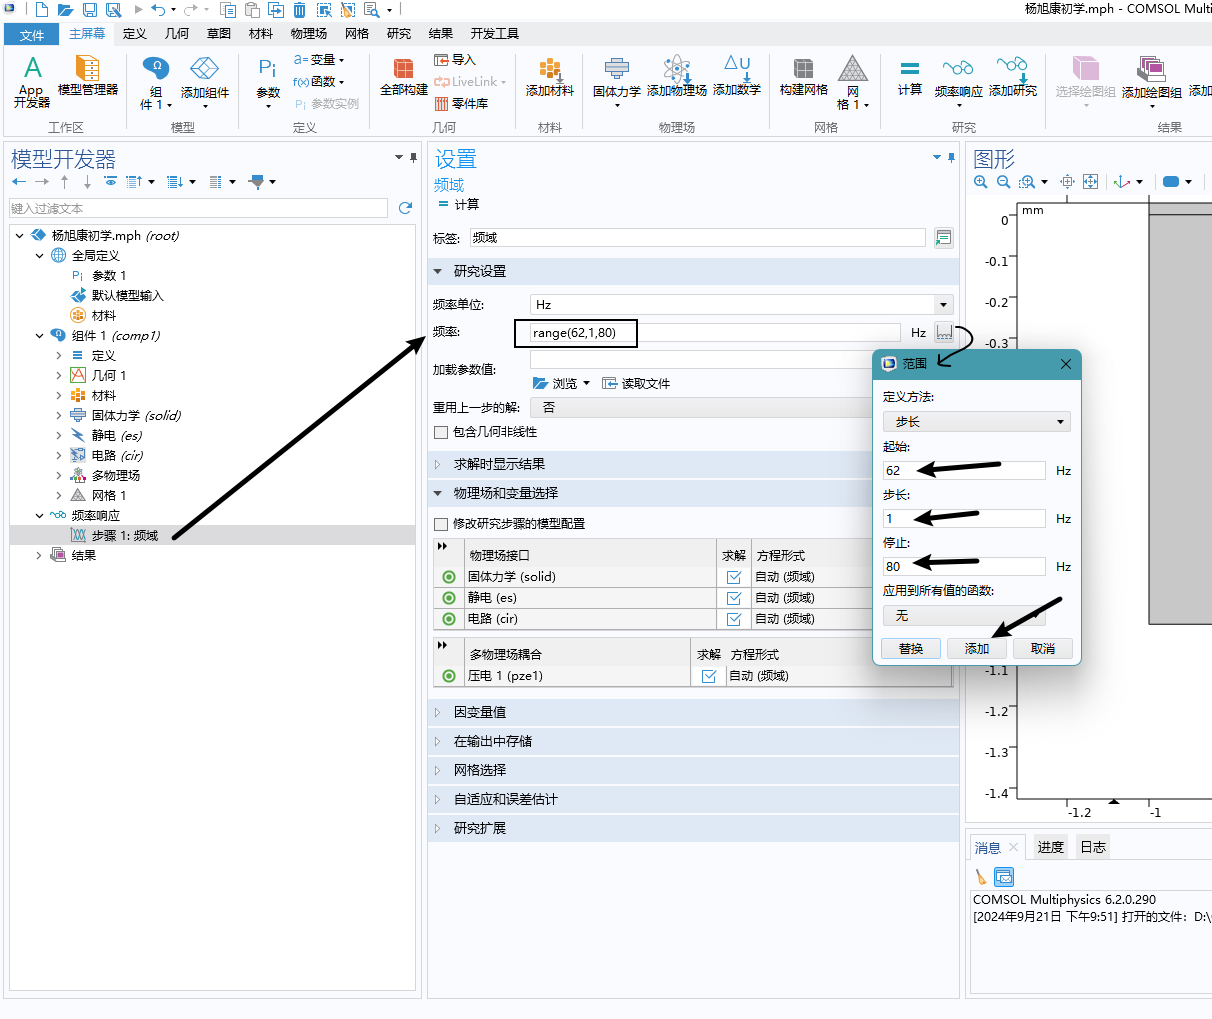 杨旭康初学.mph - COMSOL Multi
文件 主屏幕 定义 几何 草图 材料 物理场 网格 研究 结果 开发工具
App 开发器
模型管理器
工作区
组件 1
添加组件
模型
Pi 参数
a= 变量
f(x) 函数
Pi 参数实例
定义
全部构建
导入
LiveLink
零件库
几何
添加材料
材料
固体力学
添加物理场
ΔU 添加数学
物理场
构建网格
网格 1
网格
计算
频率响应
添加研究
研究
选择绘图组
添加绘图组
添加
结果
模型开发器
键入过滤文本
杨旭康初学.mph (root)
全局定义
Pi 参数 1
默认模型输入
材料
组件 1 (comp1)
定义
几何 1
材料
固体力学 (solid)
静电 (es)
电路 (cir)
多物理场
网格 1
频率响应
步骤 1: 频域
结果
设置
频域
= 计算
标签: 频域
研究设置
频率单位: Hz
频率: range(62,1,80) Hz
加载参数值:
浏览 读取文件
重用上一步的解: 否
包含几何非线性
求解时显示结果
物理场和变量选择
修改研究步骤的模型配置
物理场接口 求解 方程形式
固体力学 (solid) 自动 (频域)
静电 (es) 自动 (频域)
电路 (cir) 自动 (频域)
多物理场耦合 求解 方程形式
压电 1 (pze1) 自动 (频域)
因变量值
在输出中存储
网格选择
自适应和误差估计
研究扩展
范围
定义方法:
步长
起始:
62 Hz
步长:
1 Hz
停止:
80 Hz
应用到所有值的函数:
无
替换 添加 取消
图形
mm
0
-0.1
-0.2
-0.3
-1.1
-1.2
-1.3
-1.4
-1.2 -1
消息 进度 日志
COMSOL Multiphysics 6.2.0.290
[2024年9月21日 下午9:51] 打开的文件: D:\